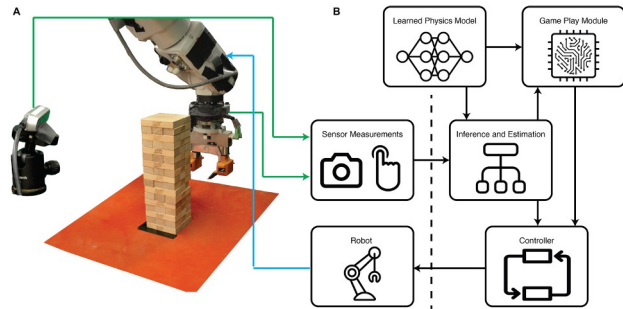 A
B
Learned Physics Model
Game Play Module
Sensor Measurements
Inference and Estimation
Robot
Controller